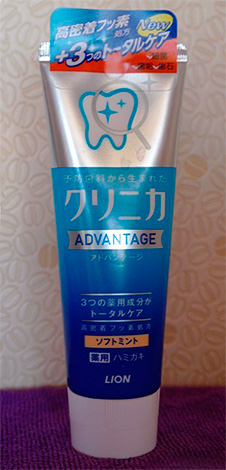 高密着フッ素処方
New
+3つのトータルケア
予防歯科から生まれた
クリニカ
ADVANTAGE
アドバンテージ
3つの薬用成分が
トータルケア
高密着フッ素処方
ソフトミント
薬用 ハミガキ
LION